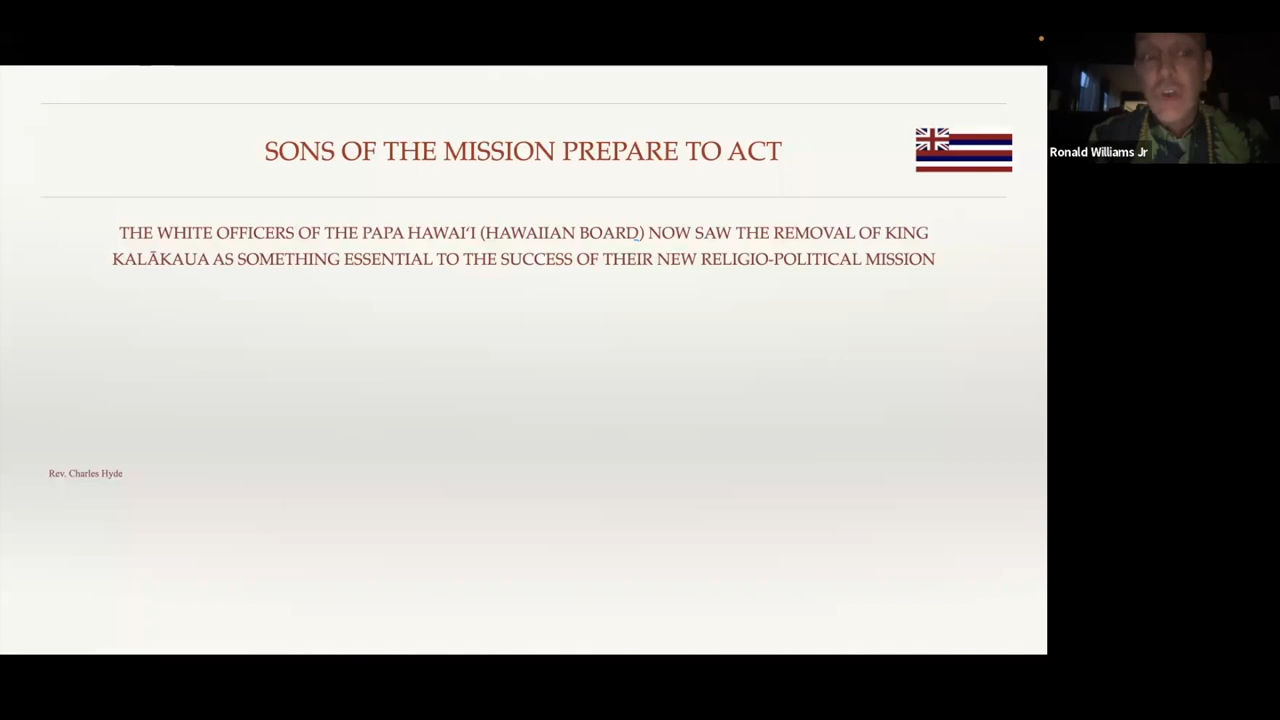 SONS OF THE MISSION PREPARE TO ACT
THE WHITE OFFICERS OF THE PAPA HAWAIʻI (HAWAIIAN BOARD) NOW SAW THE REMOVAL OF KING
KALĀKAUA AS SOMETHING ESSENTIAL TO THE SUCCESS OF THEIR NEW RELIGIO-POLITICAL MISSION
Rev. Charles Hyde
Ronald Williams Jr